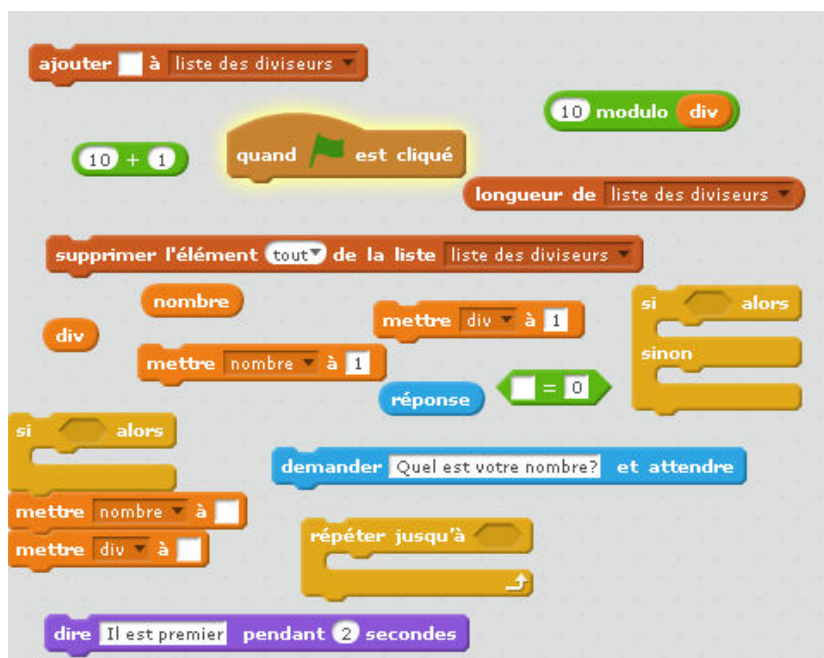 ajouter à liste des diviseurs
10 modulo div
10 + 1
quand est cliqué
longueur de liste des diviseurs
supprimer l'élément tout de la liste liste des diviseurs
nombre
mettre div à 1
si alors
sinon
div
mettre nombre à 1
réponse
= 0
si alors
demander Quel est votre nombre? et attendre
mettre nombre à
mettre div à
répéter jusqu'à
dire Il est premier pendant 2 secondes